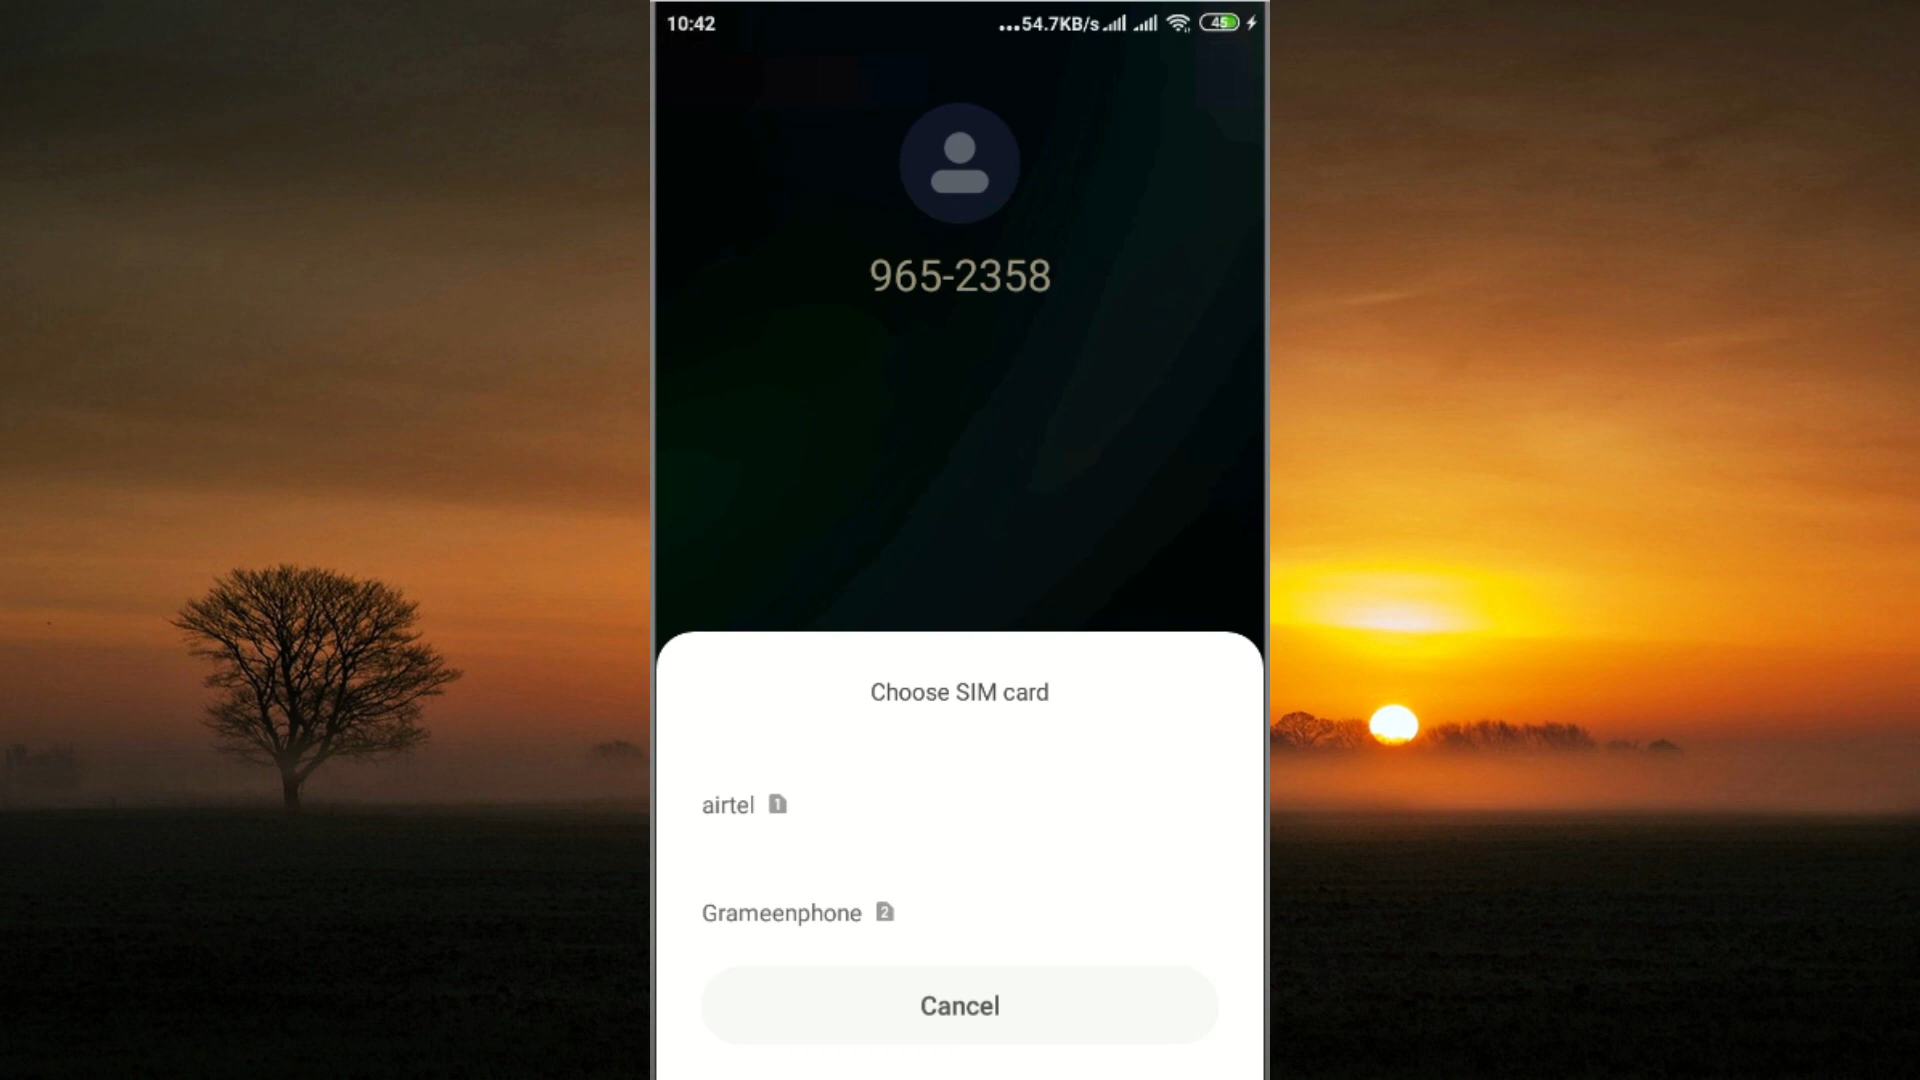 10:42 ...54.7KB/s 45
965-2358
Choose SIM card
airtel 1
Grameenphone 2
Cancel